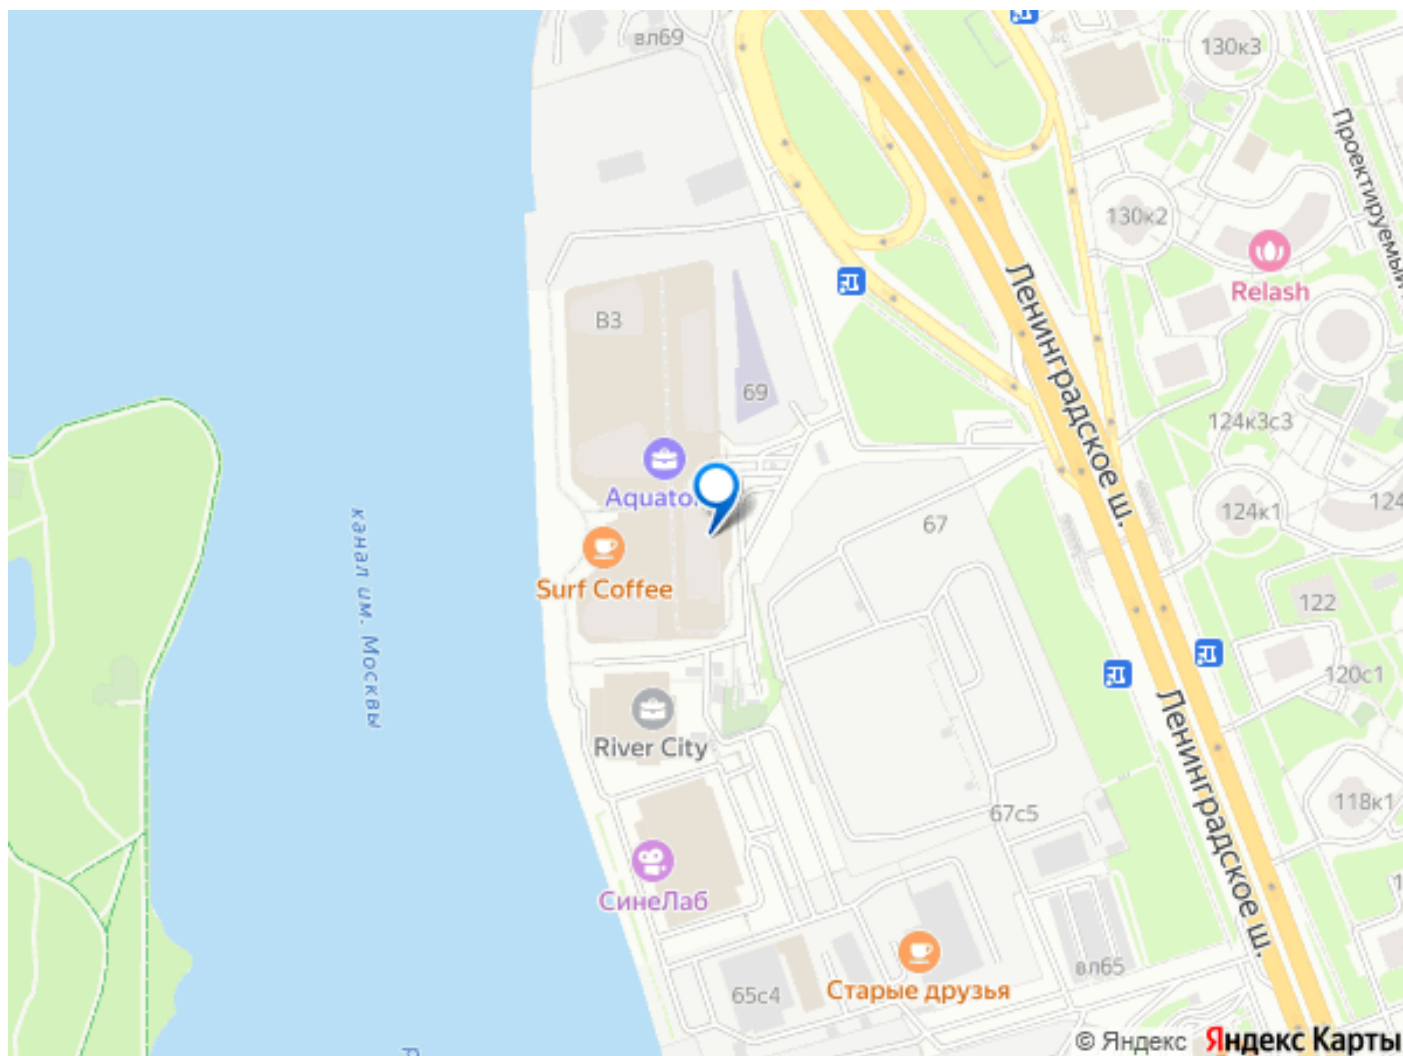 вл69
130к3
Проектируемый
130к2
Relash
Ленинградское ш.
В3
69
124к3с3
Aquato
124к1
124
67
канал им. Москвы
Surf Coffee
122
120с1
River City
Ленинградское ш.
118к1
67с5
СинеЛаб
вл65
65с4
Старые друзья
© Яндекс Яндекс Карты